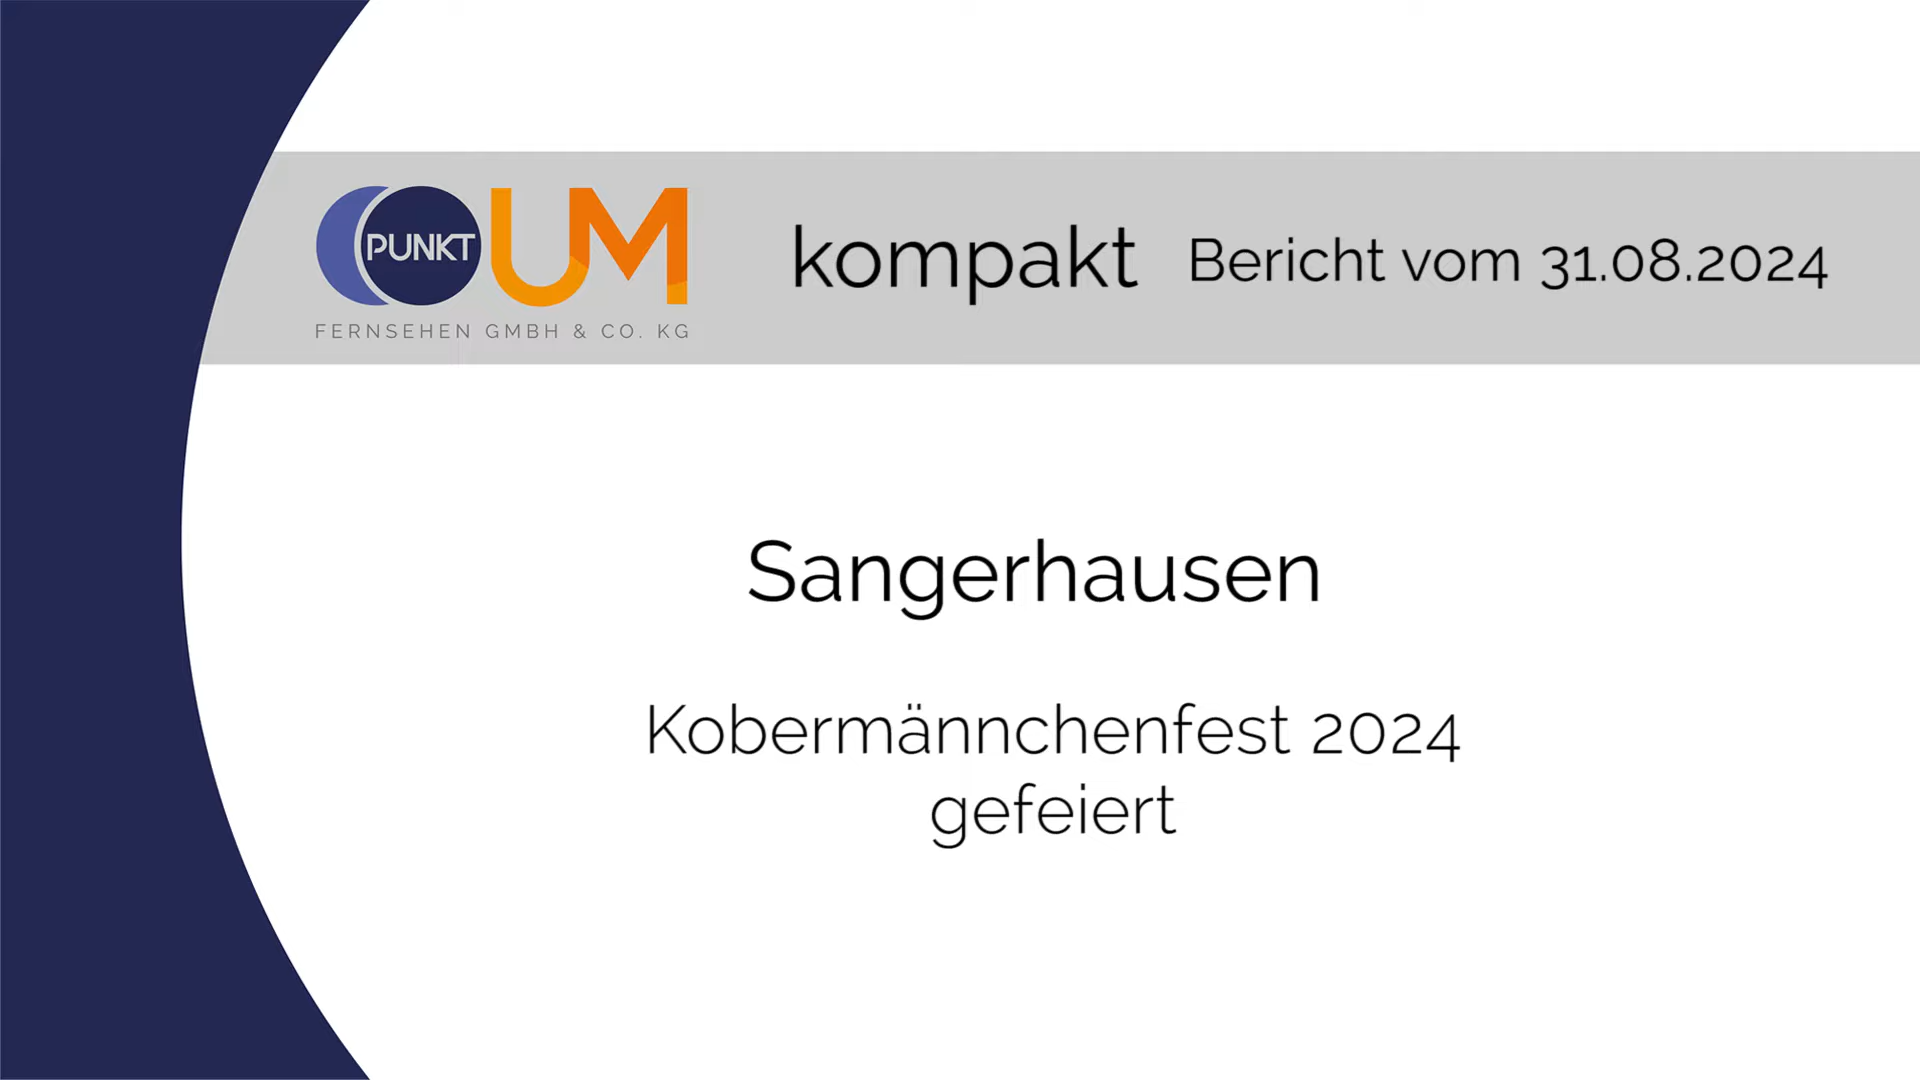 PUNKT UM
FERNSEHEN GMBH & CO. KG
kompakt Bericht vom 31.08.2024
Sangerhausen
Kobermännchenfest 2024
gefeiert